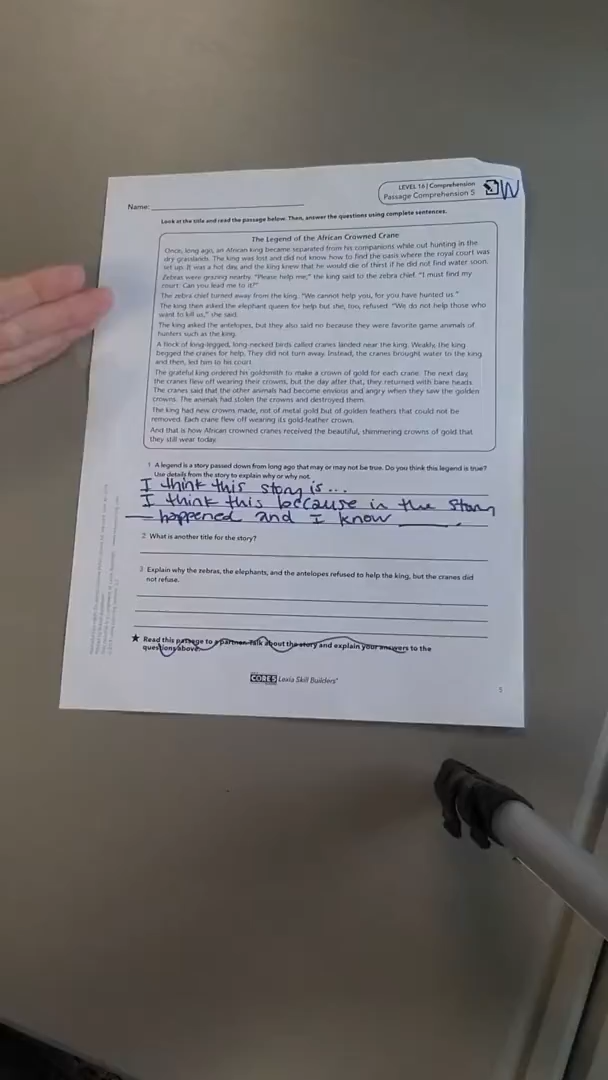 LEVEL 16 | Comprehension
Passage Comprehension 5
W
Name:
Look at the title and read the passage below. Then, answer the questions using complete sentences.
The Legend of the African Crowned Crane
Once, long ago, an African king became separated from his companions while out hunting in the
dry grasslands. The king was lost and did not know how to find the oasis where the royal court was
set up. It was a hot day, and the king knew that he would die of thirst if he did not find water soon.
Zebras were grazing nearby. "Please help me," the king said to the zebra chief. "I must find my
court. Can you lead me to it?"
The zebra chief turned away from the king. "We cannot help you, for you have hunted us."
The king then asked the elephant queen for help but she, too, refused. "We do not help those who
want to kill us," she said.
The king asked the antelopes, but they also said no because they were favorite game animals of
hunters such as the king.
A flock of long-legged, long-necked birds called cranes landed near the king. Weakly, the king
begged the cranes for help. They did not turn away. Instead, the cranes brought water to the king
and then, led him to his court.
The grateful king ordered his goldsmith to make a crown of gold for each crane. The next day,
the cranes flew off wearing their crowns, but the day after that, they returned with bare heads.
The cranes said that the other animals had become envious and angry when they saw the golden
crowns. The animals had stolen the crowns and destroyed them.
The king had new crowns made, not of metal gold but of golden feathers that could not be
removed. Each crane flew off wearing its gold-feather crown.
And that is how African crowned cranes received the beautiful, shimmering crowns of gold that
they still wear today.
1 A legend is a story passed down from long ago that may or may not be true. Do you think this legend is true?
Use details from the story to explain why or why not.
I think this story is...
I think this because in the story
happened and I know
2 What is another title for the story?
3 Explain why the zebras, the elephants, and the antelopes refused to help the king, but the cranes did
not refuse.
★ Read this passage to a partner. Talk about the story and explain your answers to the
questions above.
CORE5 Lexia Skill Builders®
5